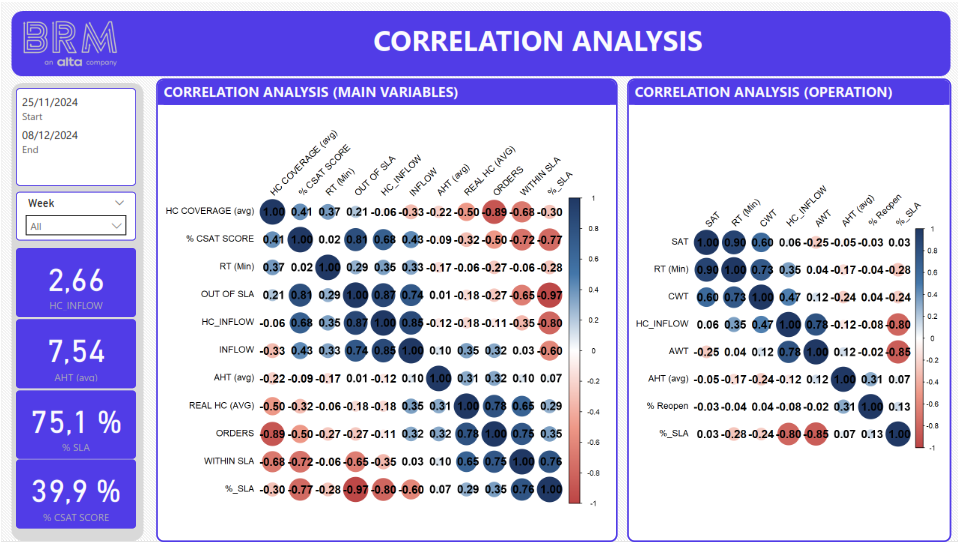 BRM
an alta company
CORRELATION ANALYSIS
25/11/2024
Start
08/12/2024
End
Week
All
2,66
HC_INFLOW
7,54
AHT (avg)
75,1 %
% SLA
39,9 %
% CSAT SCORE
CORRELATION ANALYSIS (MAIN VARIABLES)
HC COVERAGE (avg)
% CSAT SCORE
RT (Min)
OUT OF SLA
HC_INFLOW
INFLOW
AHT (avg)
REAL HC (AVG)
ORDERS
WITHIN SLA
%_SLA
HC COVERAGE (avg) 1.00 0.41 0.37 0.21 -0.06 -0.33 -0.22 -0.50 -0.89 -0.68 -0.30
% CSAT SCORE 0.41 1.00 0.02 0.81 0.68 0.43 -0.09 -0.32 -0.50 -0.72 -0.77
RT (Min) 0.37 0.02 1.00 0.29 0.35 0.33 -0.17 -0.06 -0.27 -0.06 -0.28
OUT OF SLA 0.21 0.81 0.29 1.00 0.87 0.74 0.01 -0.18 -0.27 -0.65 -0.97
HC_INFLOW -0.06 0.68 0.35 0.87 1.00 0.85 -0.12 -0.18 -0.11 -0.35 -0.80
INFLOW -0.33 0.43 0.33 0.74 0.85 1.00 0.10 0.35 0.32 0.03 -0.60
AHT (avg) -0.22 -0.09 -0.17 0.01 -0.12 0.10 1.00 0.31 0.32 0.10 0.07
REAL HC (AVG) -0.50 -0.32 -0.06 -0.18 -0.18 0.35 0.31 1.00 0.78 0.65 0.29
ORDERS -0.89 -0.50 -0.27 -0.27 -0.11 0.32 0.32 0.78 1.00 0.75 0.35
WITHIN SLA -0.68 -0.72 -0.06 -0.65 -0.35 0.03 0.10 0.65 0.75 1.00 0.76
%_SLA -0.30 -0.77 -0.28 -0.97 -0.80 -0.60 0.07 0.29 0.35 0.76 1.00
1
0.8
0.6
0.4
0.2
0
-0.2
-0.4
-0.6
-0.8
-1
CORRELATION ANALYSIS (OPERATION)
SAT
RT (Min)
CWT
HC_INFLOW
AWT
AHT (avg)
% Reopen
%_SLA
SAT 1.00 0.90 0.60 0.06 -0.25 -0.05 -0.03 0.03
RT (Min) 0.90 1.00 0.73 0.35 0.04 -0.17 -0.04 -0.28
CWT 0.60 0.73 1.00 0.47 0.12 -0.24 0.04 -0.24
HC_INFLOW 0.06 0.35 0.47 1.00 0.78 -0.12 -0.08 -0.80
AWT -0.25 0.04 0.12 0.78 1.00 0.12 -0.02 -0.85
AHT (avg) -0.05 -0.17 -0.24 -0.12 0.12 1.00 0.31 0.07
% Reopen -0.03 -0.04 0.04 -0.08 -0.02 0.31 1.00 0.13
%_SLA 0.03 -0.28 -0.24 -0.80 -0.85 0.07 0.13 1.00
1
0.8
0.6
0.4
0.2
0
-0.2
-0.4
-0.6
-0.8
-1